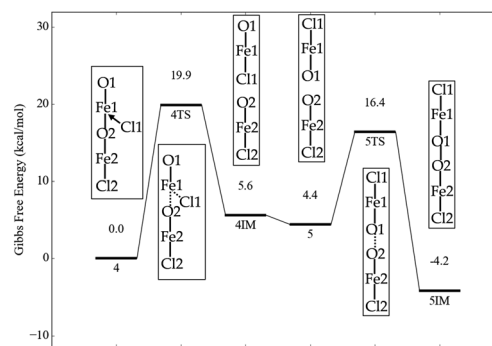 30
20
10
0
−10
Gibbs Free Energy (kcal/mol)
0.0
4
O1
Fe1
Cl1
O2
Fe2
Cl2
19.9
4TS
O1
Fe1
Cl1
O2
Fe2
Cl2
O1
Fe1
Cl1
O2
Fe2
Cl2
5.6
4IM
Cl1
Fe1
O1
O2
Fe2
Cl2
4.4
5
16.4
5TS
Cl1
Fe1
O1
O2
Fe2
Cl2
Cl1
Fe1
O1
O2
Fe2
Cl2
-4.2
5IM